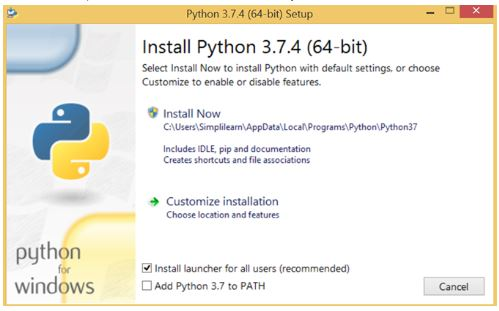 Python 3.7.4 (64-bit) Setup
Install Python 3.7.4 (64-bit)
Select Install Now to install Python with default settings, or choose
Customize to enable or disable features.
Install Now
C:\Users\Simplilearn\AppData\Local\Programs\Python\Python37
Includes IDLE, pip and documentation
Creates shortcuts and file associations
Customize installation
Choose location and features
python
for
windows
Install launcher for all users (recommended)
Add Python 3.7 to PATH
Cancel